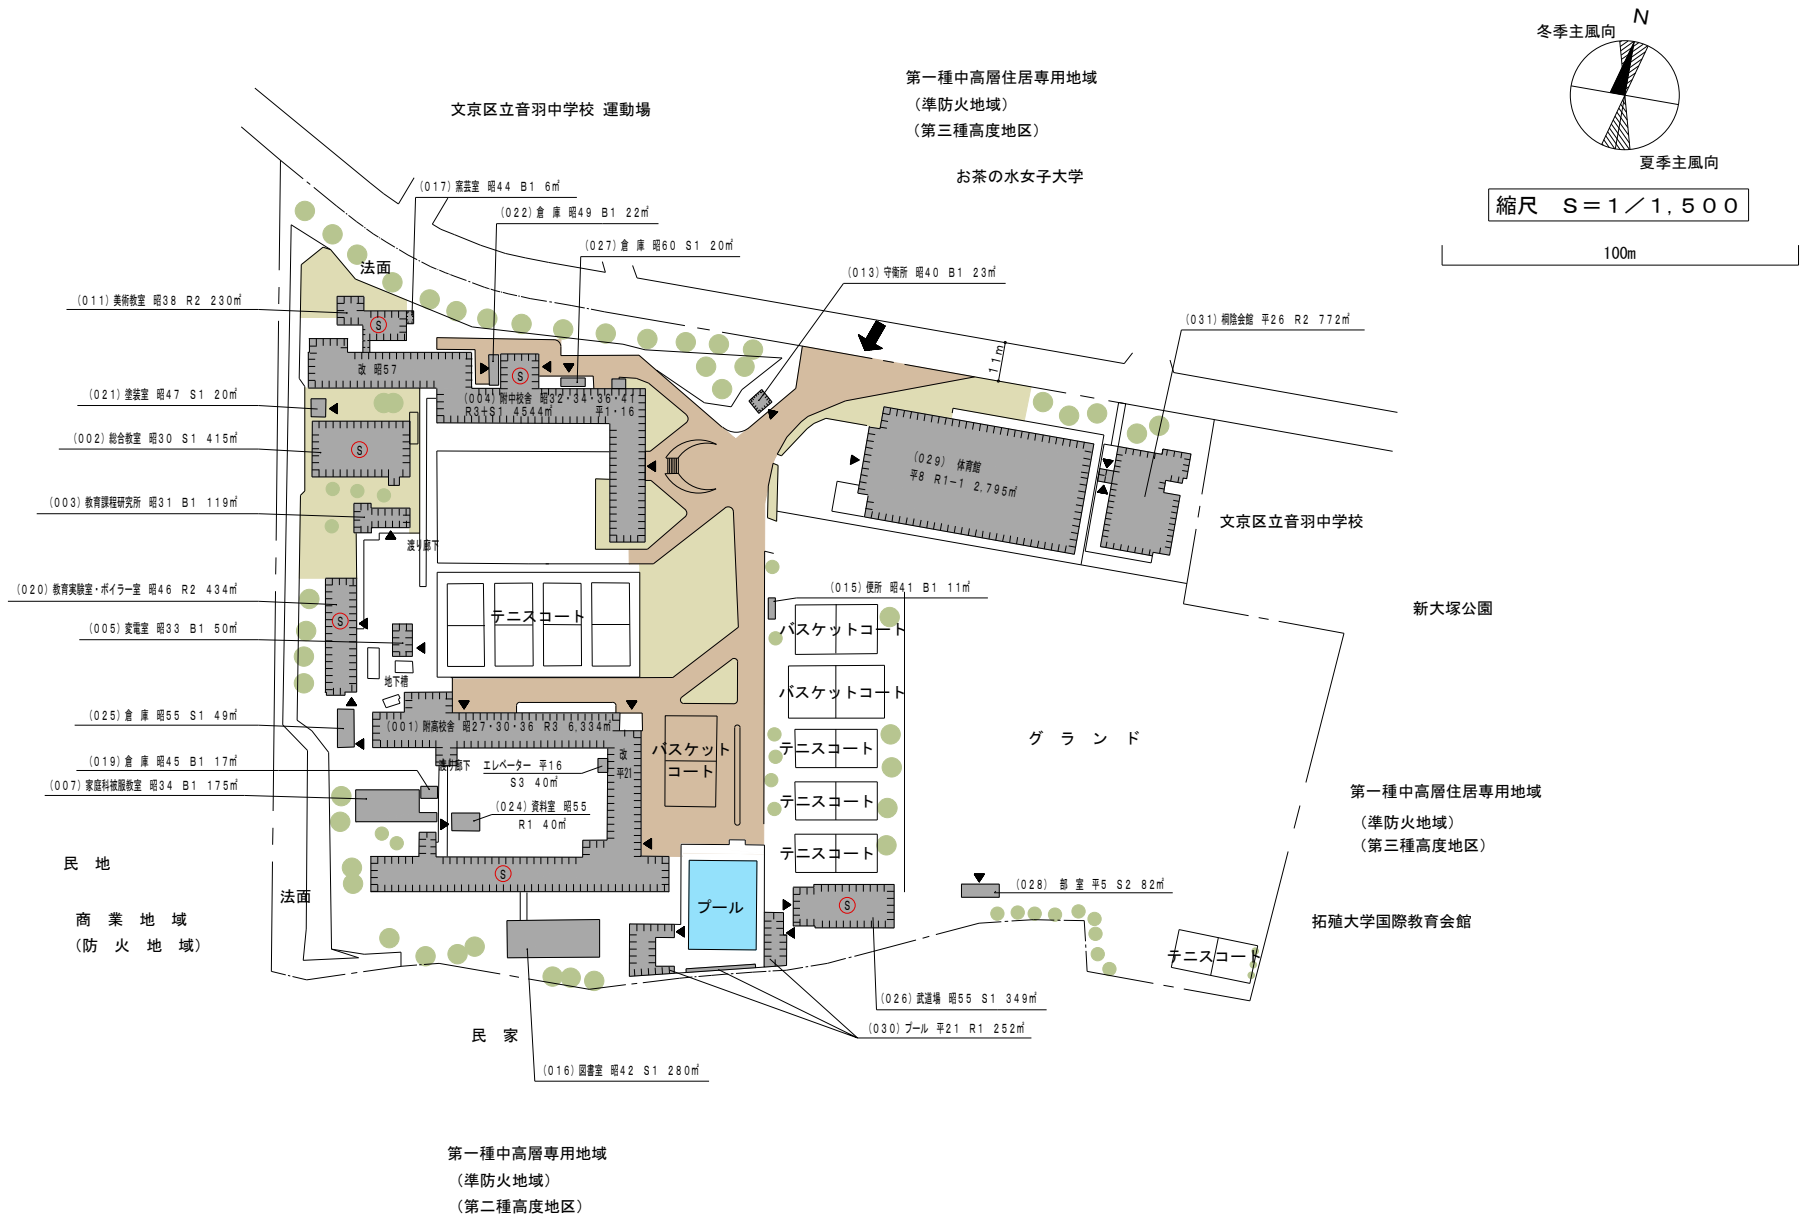 N
冬季主風向
夏季主風向
縮尺 S=1/1,500
100m
第一種中高層住居専用地域
(準防火地域)
(第三種高度地区)
文京区立音羽中学校 運動場
お茶の水女子大学
(017)窯芸室 昭44 B1 6㎡
(022)倉 庫 昭49 B1 22㎡
(027)倉 庫 昭60 S1 20㎡
(013)守衛所 昭40 B1 23㎡
法面
(011)美術教室 昭38 R2 230㎡
S
(031)桐陰会館 平26 R2 772㎡
11m
改 昭57
S
(021)塗装室 昭47 S1 20㎡
(004)附中校舎 昭32・34・36・41
R3+S1 4544㎡ 平1・16
(002)総合教室 昭30 S1 415㎡
S
(029) 体育館
平8 R1-1 2,795㎡
(003)教育課程研究所 昭31 B1 119㎡
渡り廊下
文京区立音羽中学校
(020)教育実験室・ボイラー室 昭46 R2 434㎡
S
(015)便所 昭41 B1 11㎡
新大塚公園
テニスコート
バスケットコート
(005)変電室 昭33 B1 50㎡
地下槽
バスケットコート
(025)倉 庫 昭55 S1 49㎡
(001)附高校舎 昭27・30・36 R3 6,334㎡
改
平21
バスケット
コート
テニスコート
グ ラ ン ド
(019)倉 庫 昭45 B1 17㎡
渡り廊下
エレベーター 平16
S3 40㎡
(007)家庭科被服教室 昭34 B1 175㎡
(024)資料室 昭55
R1 40㎡
テニスコート
第一種中高層住居専用地域
(準防火地域)
(第三種高度地区)
テニスコート
民 地
S
法面
プール
S
(028) 部 室 平5 S2 82㎡
商 業 地 域
(防 火 地 域)
拓殖大学国際教育会館
テニスコート
(026)武道場 昭55 S1 349㎡
(030)プール 平21 R1 252㎡
民 家
(016)図書室 昭42 S1 280㎡
第一種中高層専用地域
(準防火地域)
(第二種高度地区)